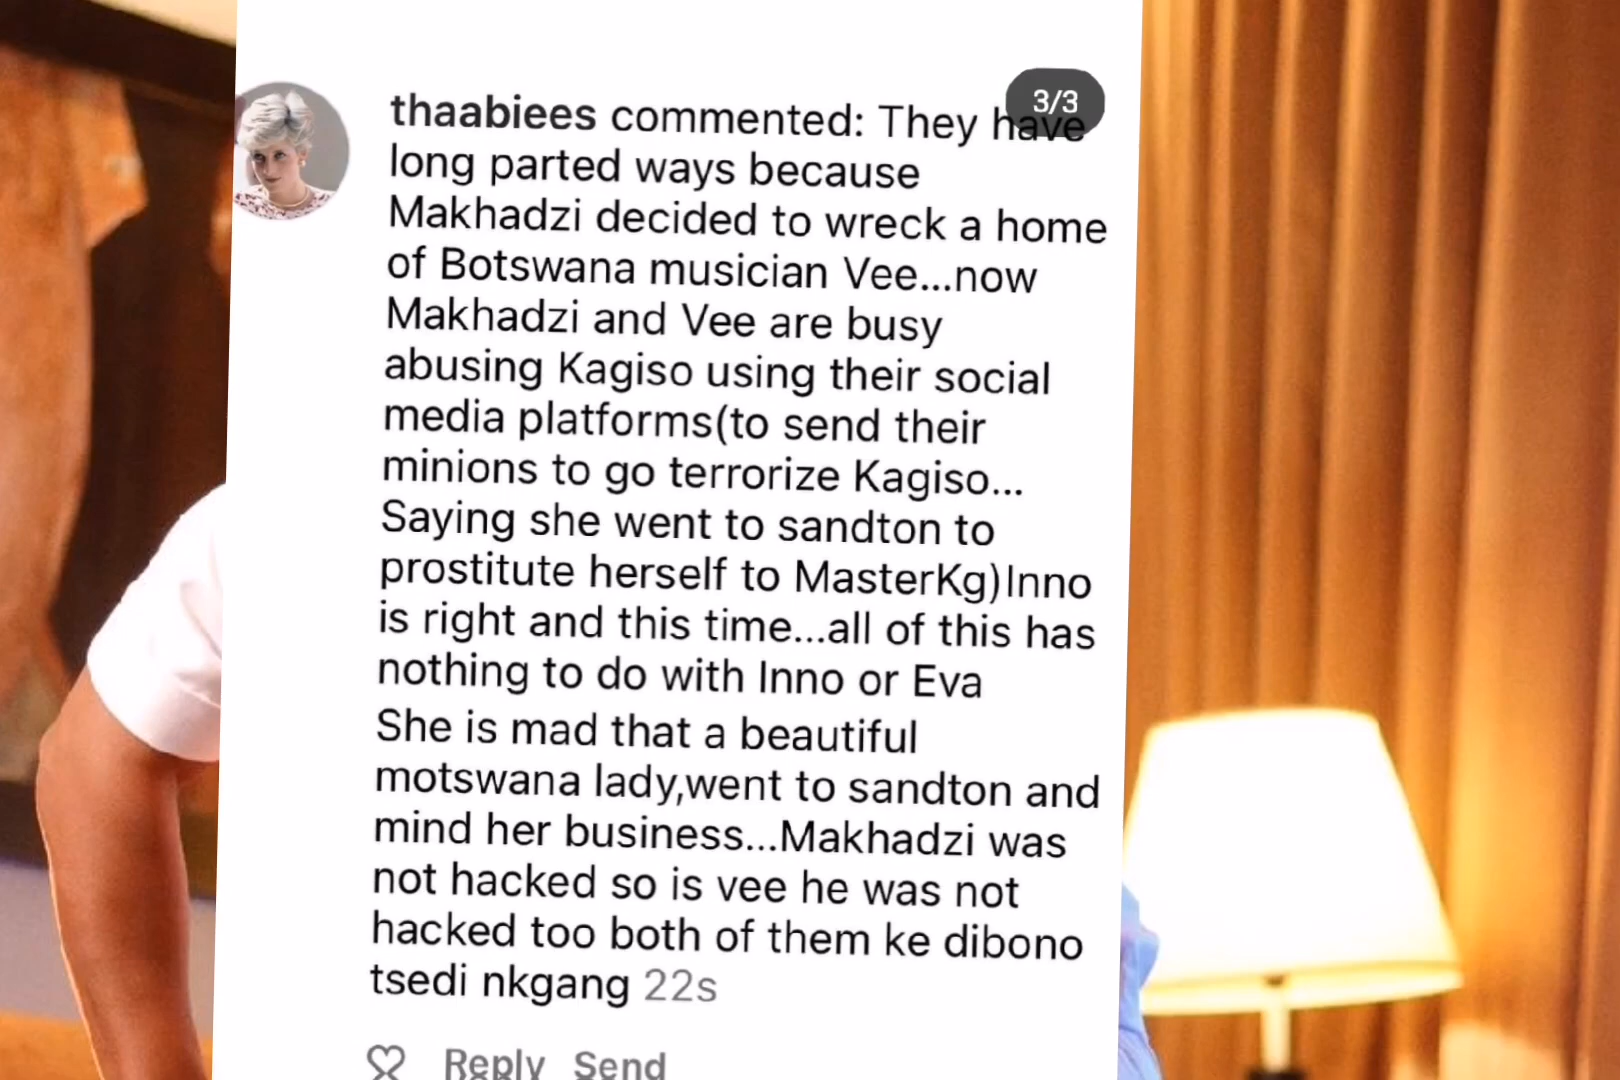 3/3
thaabiees commented: They have
long parted ways because
Makhadzi decided to wreck a home
of Botswana musician Vee...now
Makhadzi and Vee are busy
abusing Kagiso using their social
media platforms(to send their
minions to go terrorize Kagiso...
Saying she went to sandton to
prostitute herself to MasterKg)Inno
is right and this time...all of this has
nothing to do with Inno or Eva
She is mad that a beautiful
motswana lady,went to sandton and
mind her business...Makhadzi was
not hacked so is vee he was not
hacked too both of them ke dibono
tsedi nkgang 22s
Reply Send